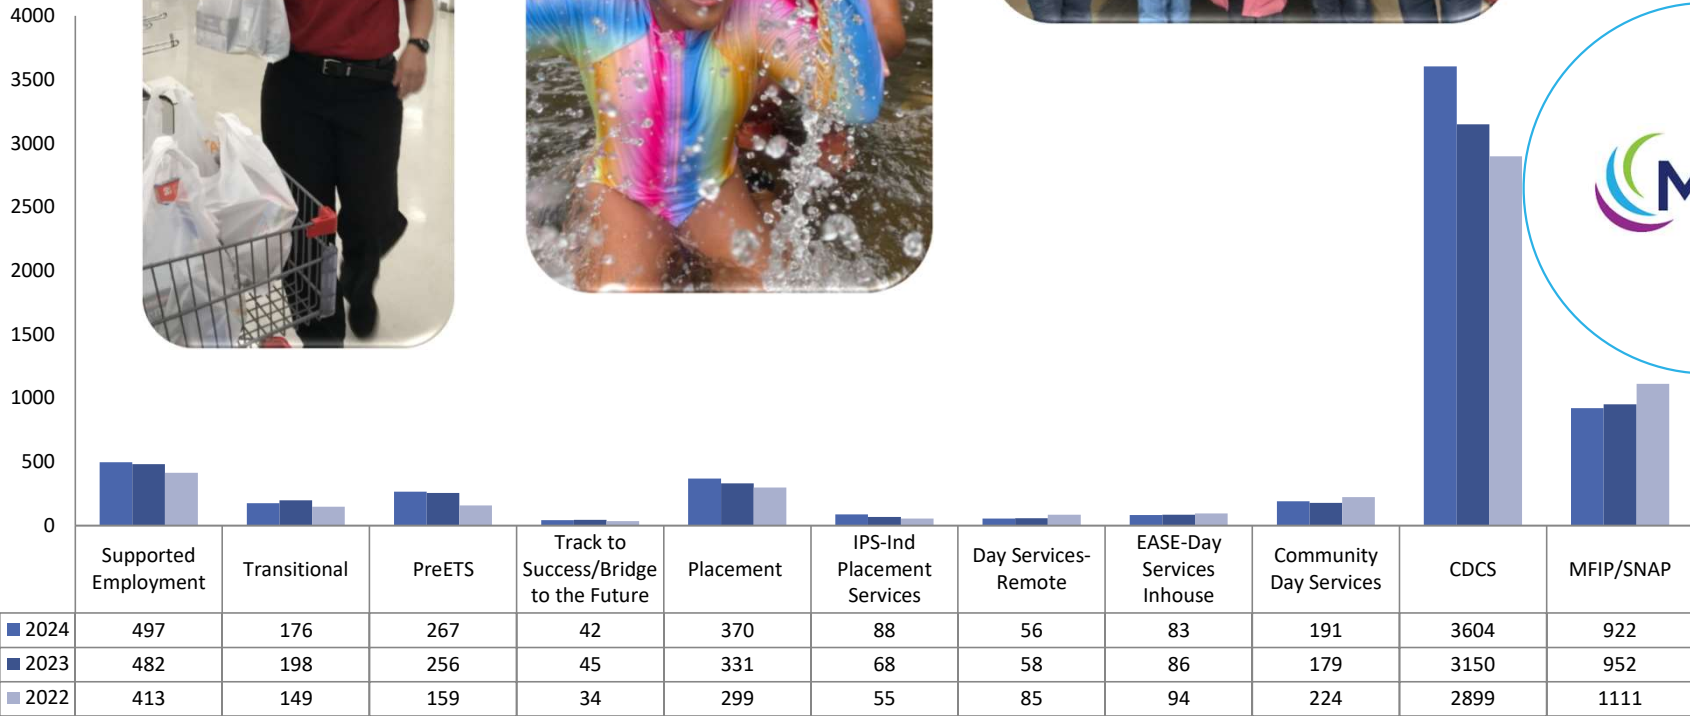 4000
3500
3000
2500
2000
1500
1000
500
0
Supported
Employment
Transitional
PreETS
Track to
Success/Bridge
to the Future
Placement
IPS-Ind
Placement
Services
Day Services-
Remote
EASE-Day
Services
Inhouse
Community
Day Services
CDCS
MFIP/SNAP
2024 497 176 267 42 370 88 56 83 191 3604 922
2023 482 198 256 45 331 68 58 86 179 3150 952
2022 413 149 159 34 299 55 85 94 224 2899 1111